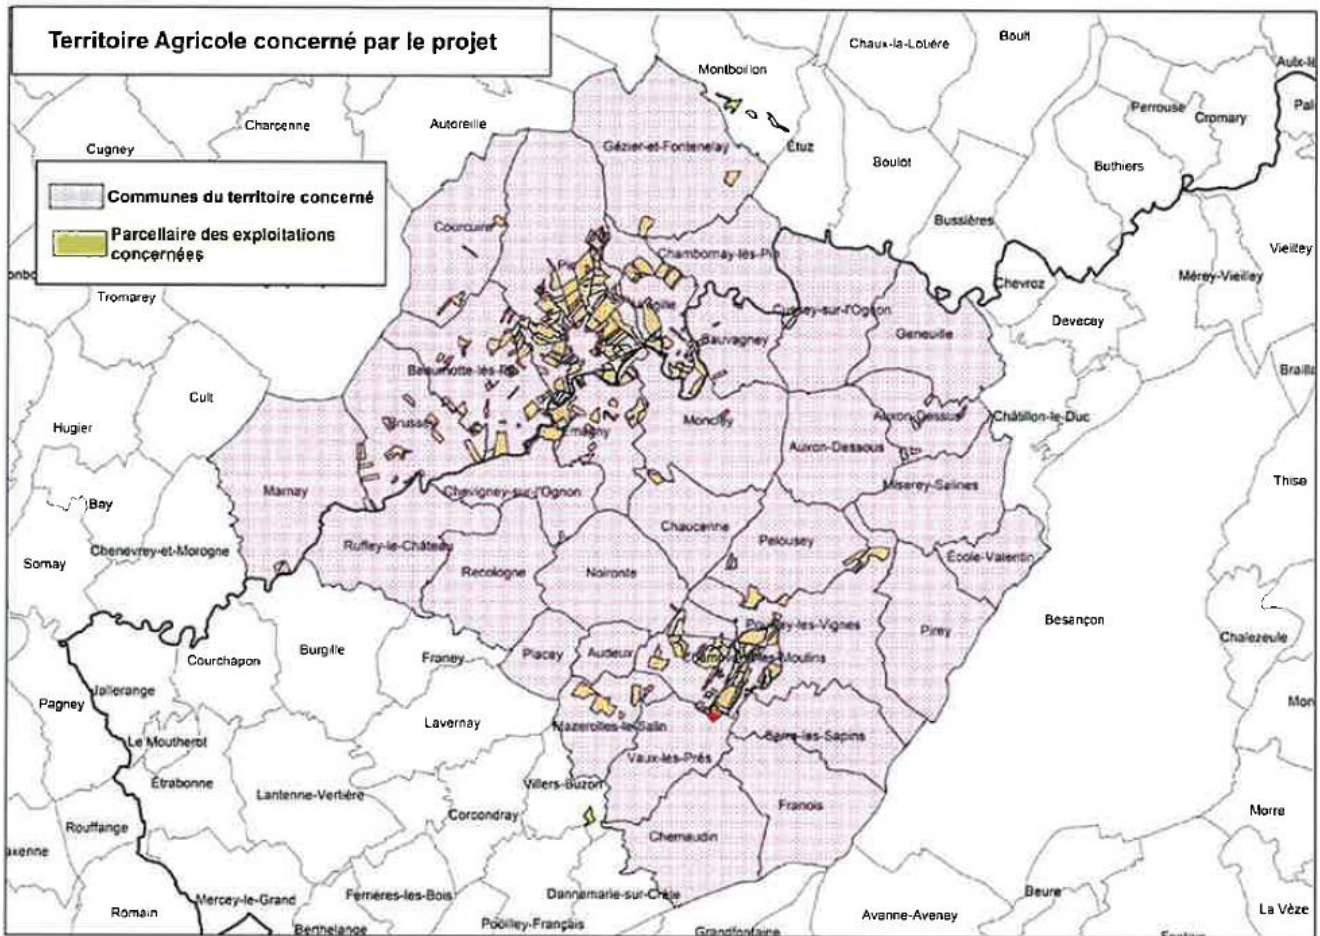 Territoire Agricole concerné par le projet
Communes du territoire concerné
Parcellaire des exploitations
concernées
Chaux-la-Lotière
Boult
Montboillon
Perrouse
Cromary
Charcenne
Autoreille
Cugney
Gézier-et-Fontenelay
Étuz
Boulot
Buthiers
Bussières
Courcuire
Vieilley
Chambornay-lès-Pin
Mérey-Vieilley
Chevroz
Tromarey
Cussey-sur-l'Ognon
Devecey
Geneuille
Sauvagney
Beaumotte-lès-Pin
Cult
Hugier
Moncley
Auxon-Dessus
Châtillon-le-Duc
Auxon-Dessous
Marnay
Chevigney-sur-l'Ognon
Miserey-Salines
Thise
Bay
Chaucenne
Pelousey
Chenevrey-et-Morogne
Ruffey-le-Château
École-Valentin
Sornay
Recologne
Noironte
Besançon
Pouilley-les-Vignes
Pirey
Chalezeule
Burgille
Placey
Audeux
Courchapon
Franey
Jallerange
Pagney
Lavernay
Mazerolles-le-Salin
Serre-les-Sapins
Le Moutherot
Vaux-les-Prés
Étrabonne
Villers-Buzon
Lantenne-Vertière
Corcondray
Franois
Morre
Rouffange
Chemaudin
Mercey-le-Grand
Ferrières-les-Bois
Dannemarie-sur-Crète
Beure
Romain
Avanne-Aveney
La Vèze
Berthelange
Pouilley-Français
Grandfontaine